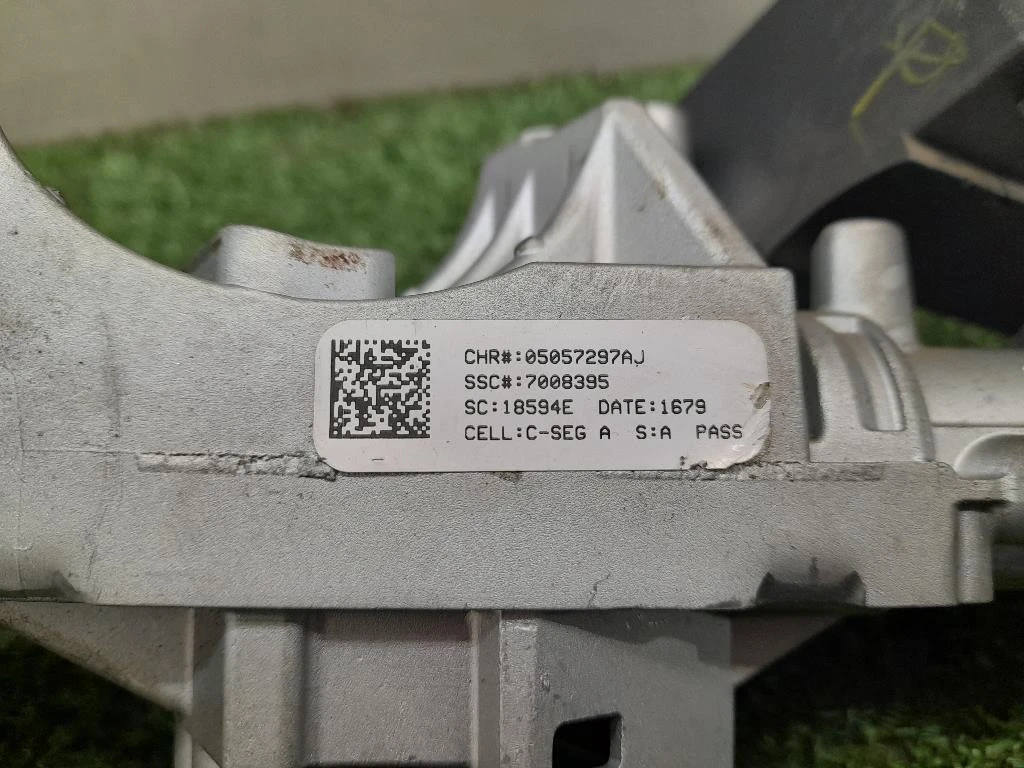 CHR#:05057297AJ
SSC#:7008395
SC:18594E DATE:1679
CELL:C-SEG A S:A PASS